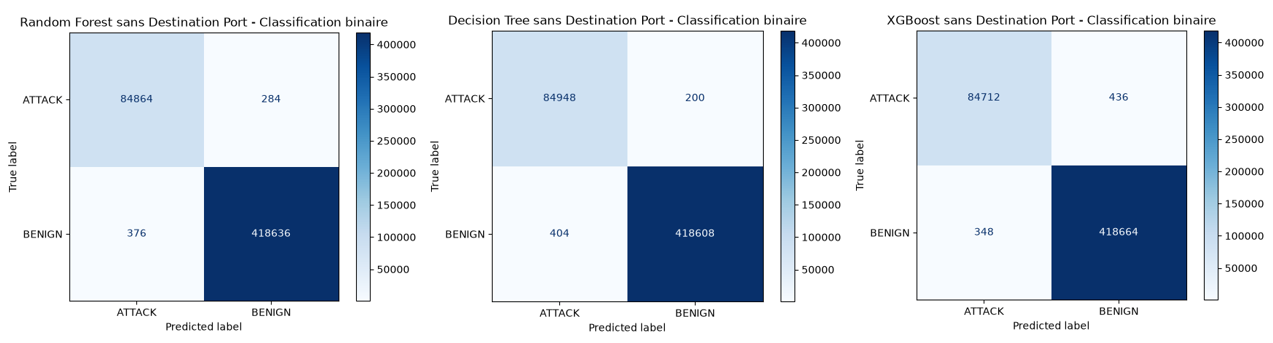 Random Forest sans Destination Port - Classification binaire
ATTACK
BENIGN
True label
84864
284
376
418636
ATTACK
BENIGN
Predicted label
400000
350000
300000
250000
200000
150000
100000
50000
Decision Tree sans Destination Port - Classification binaire
ATTACK
BENIGN
True label
84948
200
404
418608
ATTACK
BENIGN
Predicted label
400000
350000
300000
250000
200000
150000
100000
50000
XGBoost sans Destination Port - Classification binaire
ATTACK
BENIGN
True label
84712
436
348
418664
ATTACK
BENIGN
Predicted label
400000
350000
300000
250000
200000
150000
100000
50000